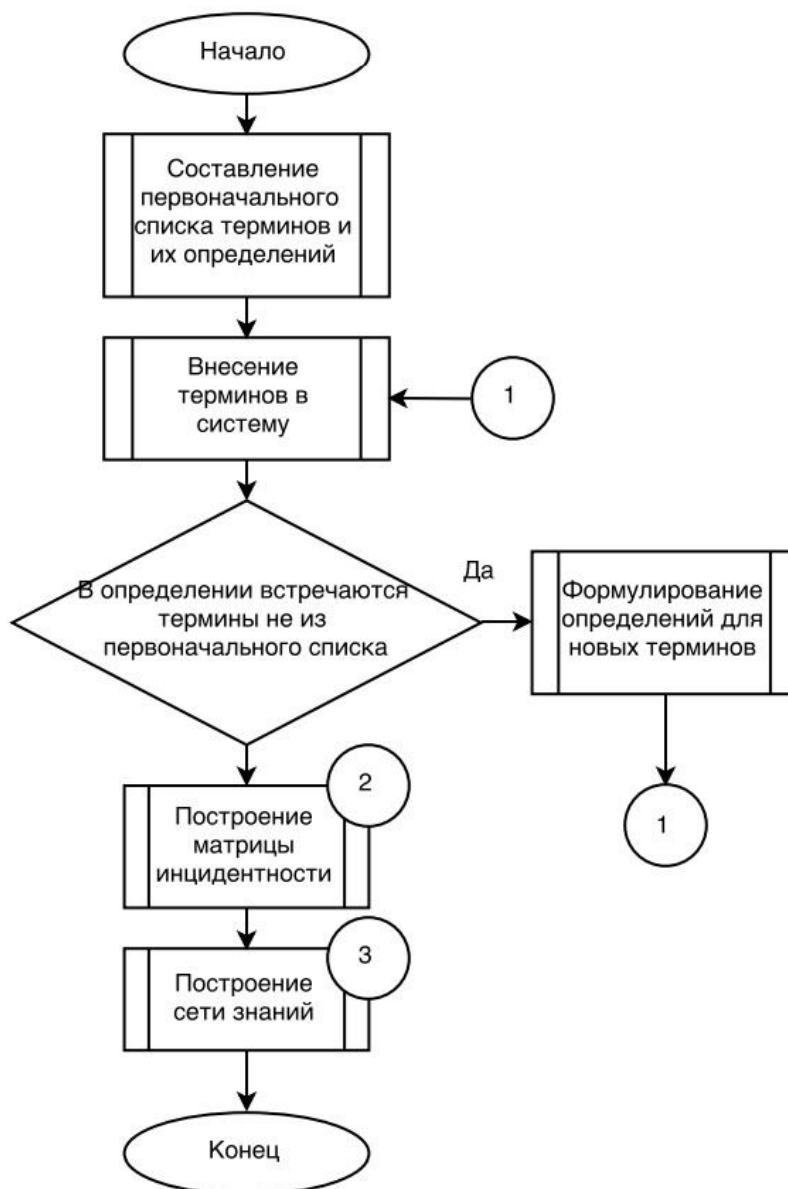 Начало
Составление
первоначального
списка терминов и
их определений
Внесение
терминов в
систему
1
В определении встречаются
термины не из
первоначального списка
Да
Формулирование
определений для
новых терминов
1
2
Построение
матрицы
инцидентности
3
Построение
сети знаний
Конец